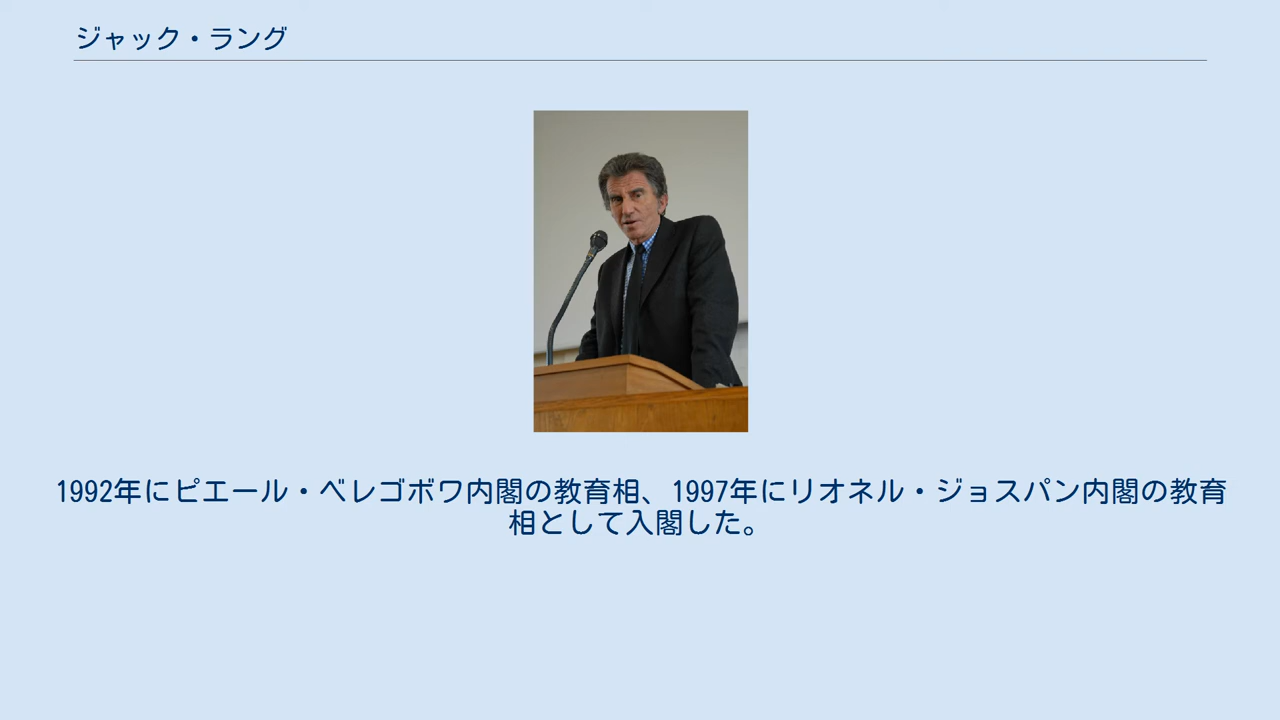 ジャック・ラング
1992年にピエール・ベレゴボワ内閣の教育相、1997年にリオネル・ジョスパン内閣の教育
相として入閣した。